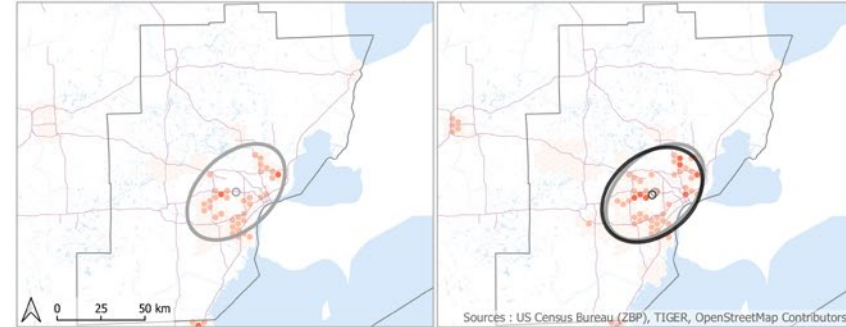 0 25 50 km
Sources : US Census Bureau (ZBP), TIGER, OpenStreetMap Contributors